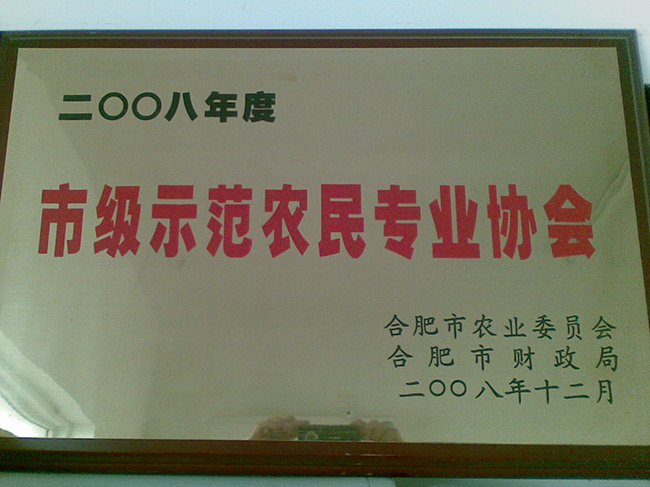 二〇〇八年度
市级示范农民专业协会
合肥市农业委员会
合肥市财政局
二〇〇八年十二月